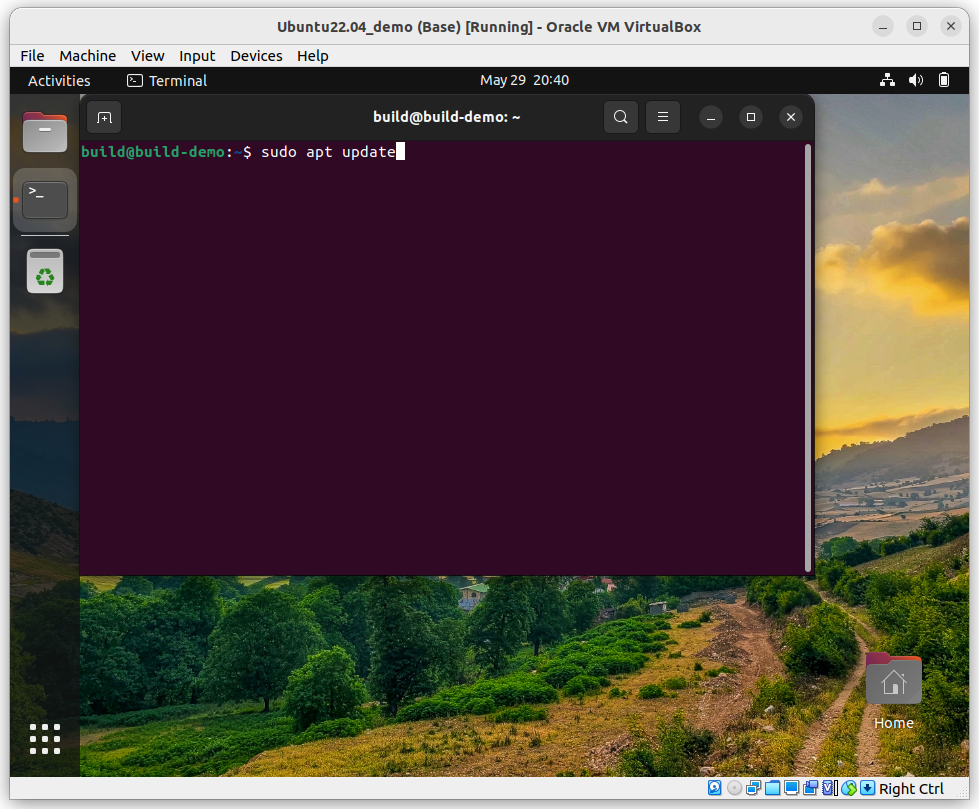 Ubuntu22.04_demo (Base) [Running] - Oracle VM VirtualBox
File Machine View Input Devices Help
Activities Terminal May 29 20:40
build@build-demo: ~
build@build-demo:~$ sudo apt update
>_
Home
Right Ctrl